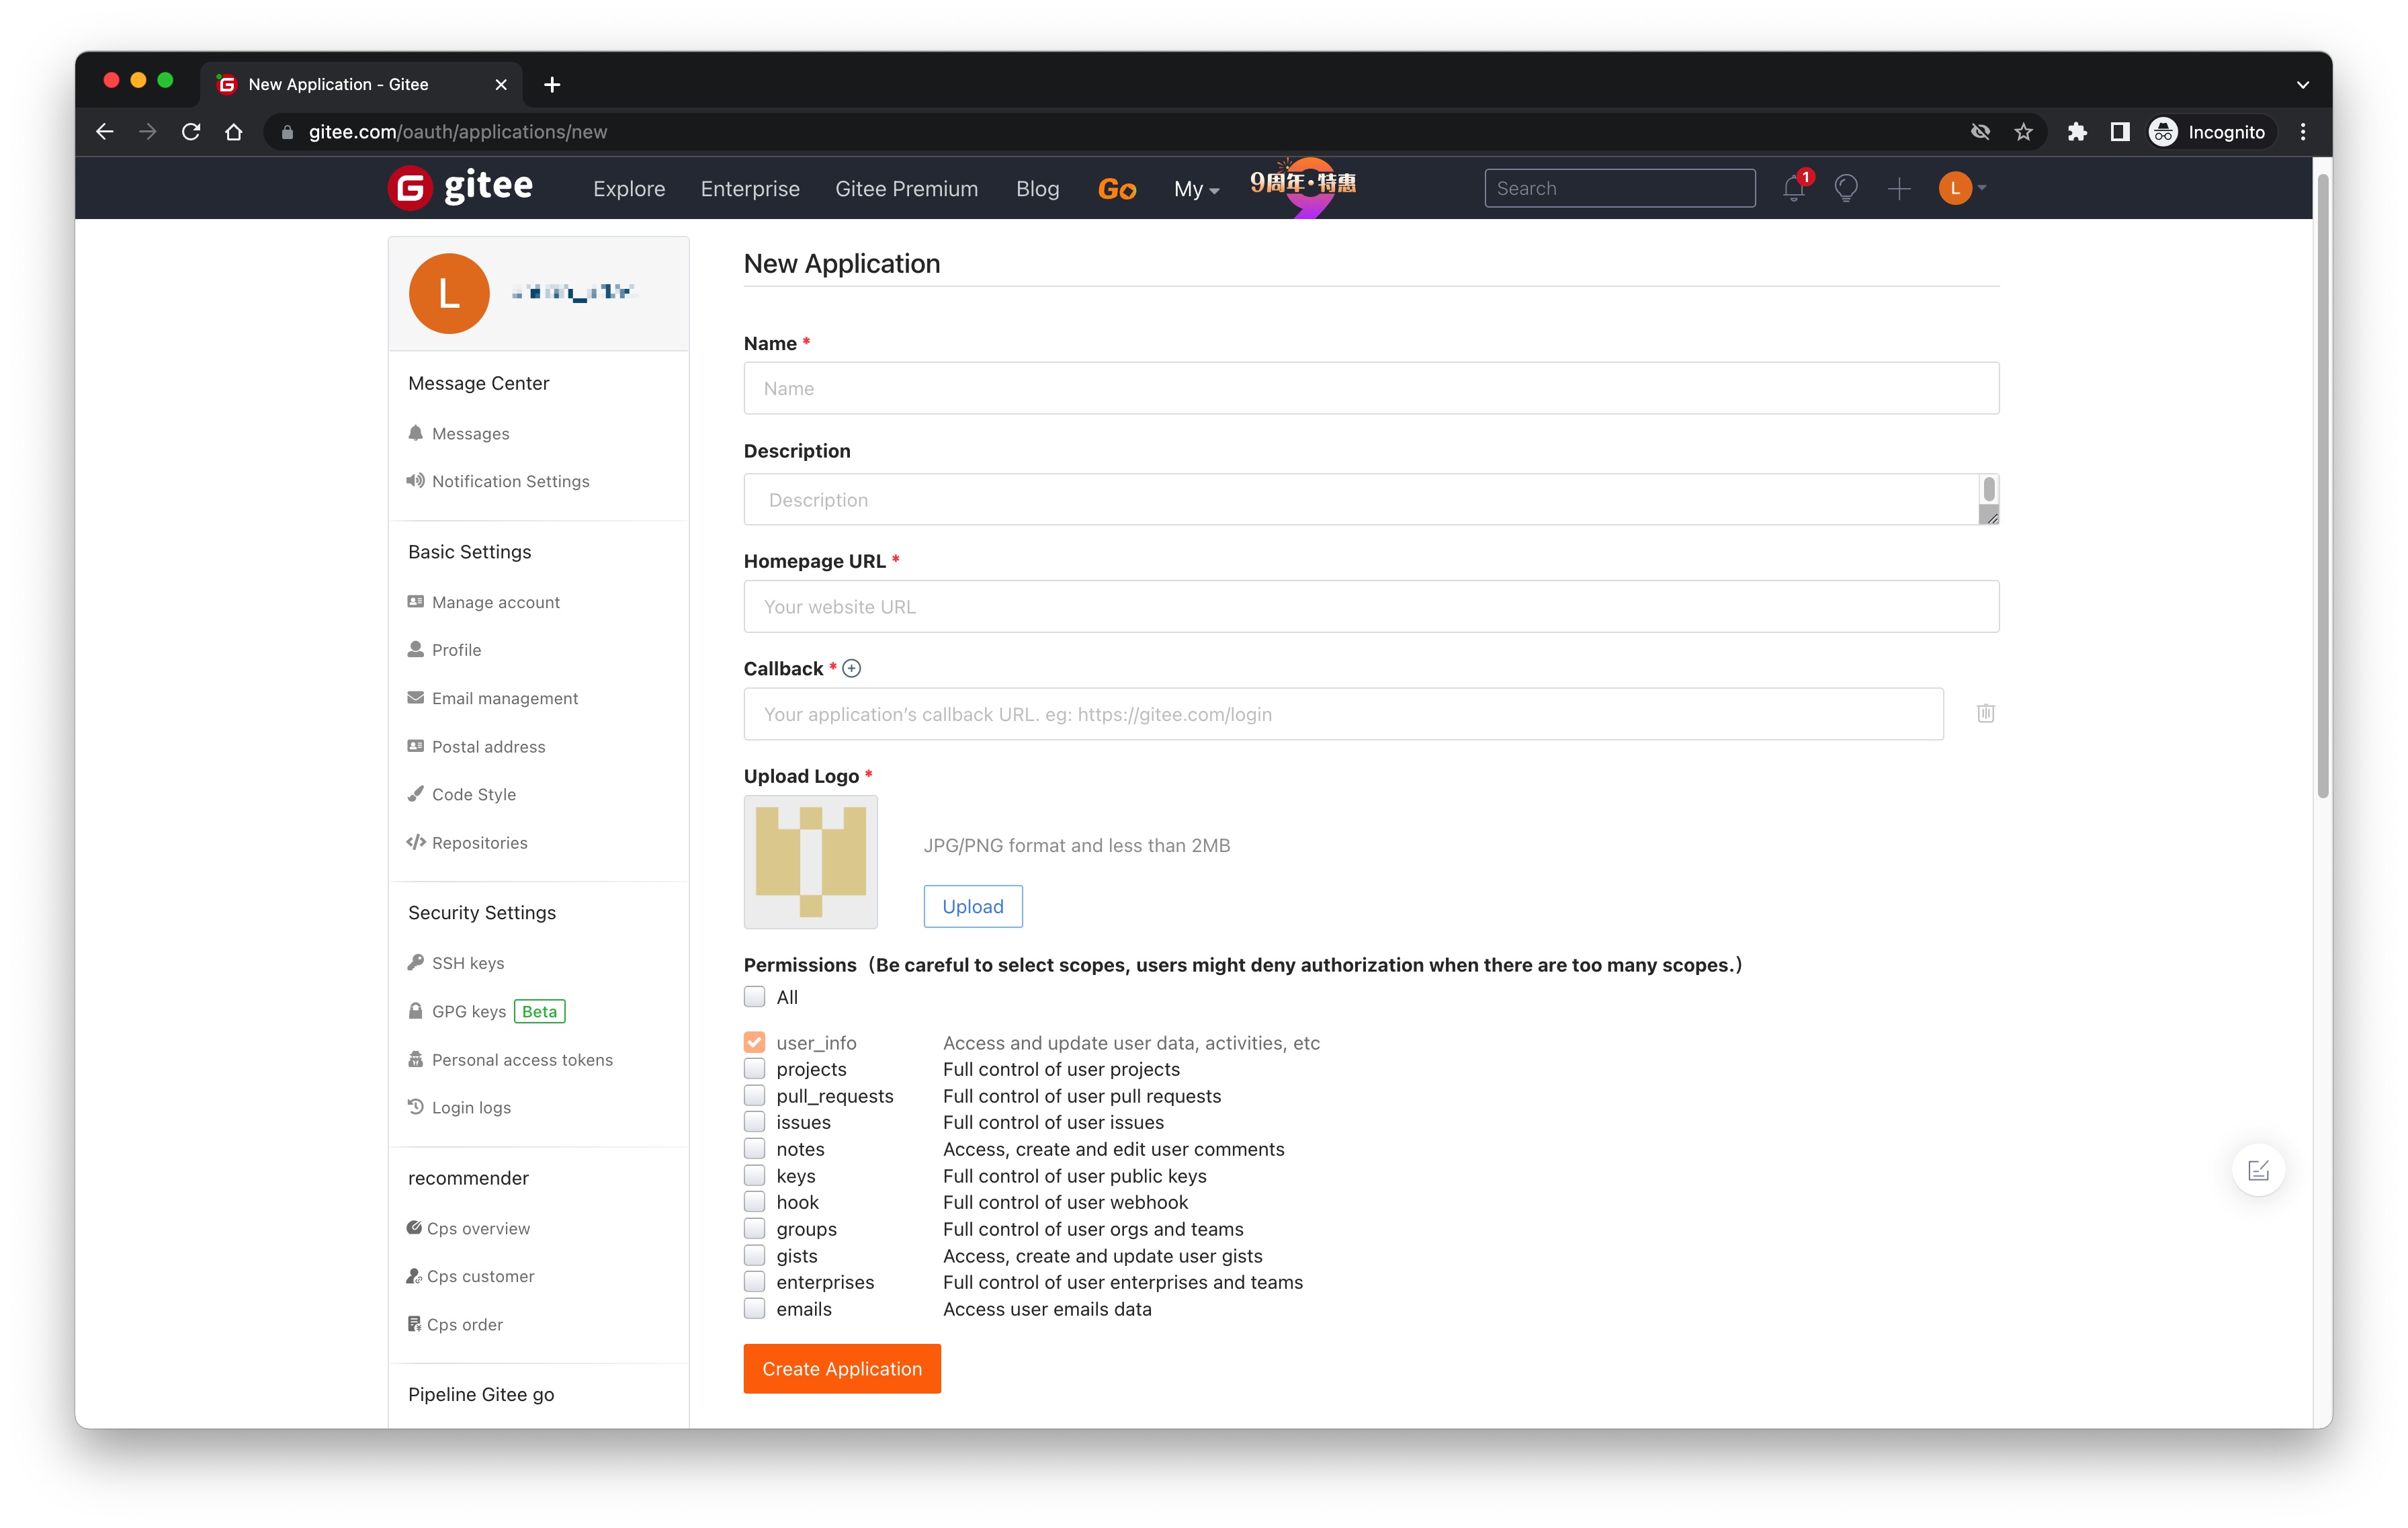 New Application - Gitee
gitee.com/oauth/applications/new
Incognito
gitee
Explore
Enterprise
Gitee Premium
Blog
Go
My
9周年·特惠
Search
1
L
L
Message Center
Messages
Notification Settings
Basic Settings
Manage account
Profile
Email management
Postal address
Code Style
Repositories
Security Settings
SSH keys
GPG keys Beta
Personal access tokens
Login logs
recommender
Cps overview
Cps customer
Cps order
Pipeline Gitee go
New Application
Name *
Name
Description
Description
Homepage URL *
Your website URL
Callback *
Your application’s callback URL. eg: https://gitee.com/login
Upload Logo *
JPG/PNG format and less than 2MB
Upload
Permissions（Be careful to select scopes, users might deny authorization when there are too many scopes.）
All
user_info Access and update user data, activities, etc
projects Full control of user projects
pull_requests Full control of user pull requests
issues Full control of user issues
notes Access, create and edit user comments
keys Full control of user public keys
hook Full control of user webhook
groups Full control of user orgs and teams
gists Access, create and update user gists
enterprises Full control of user enterprises and teams
emails Access user emails data
Create Application